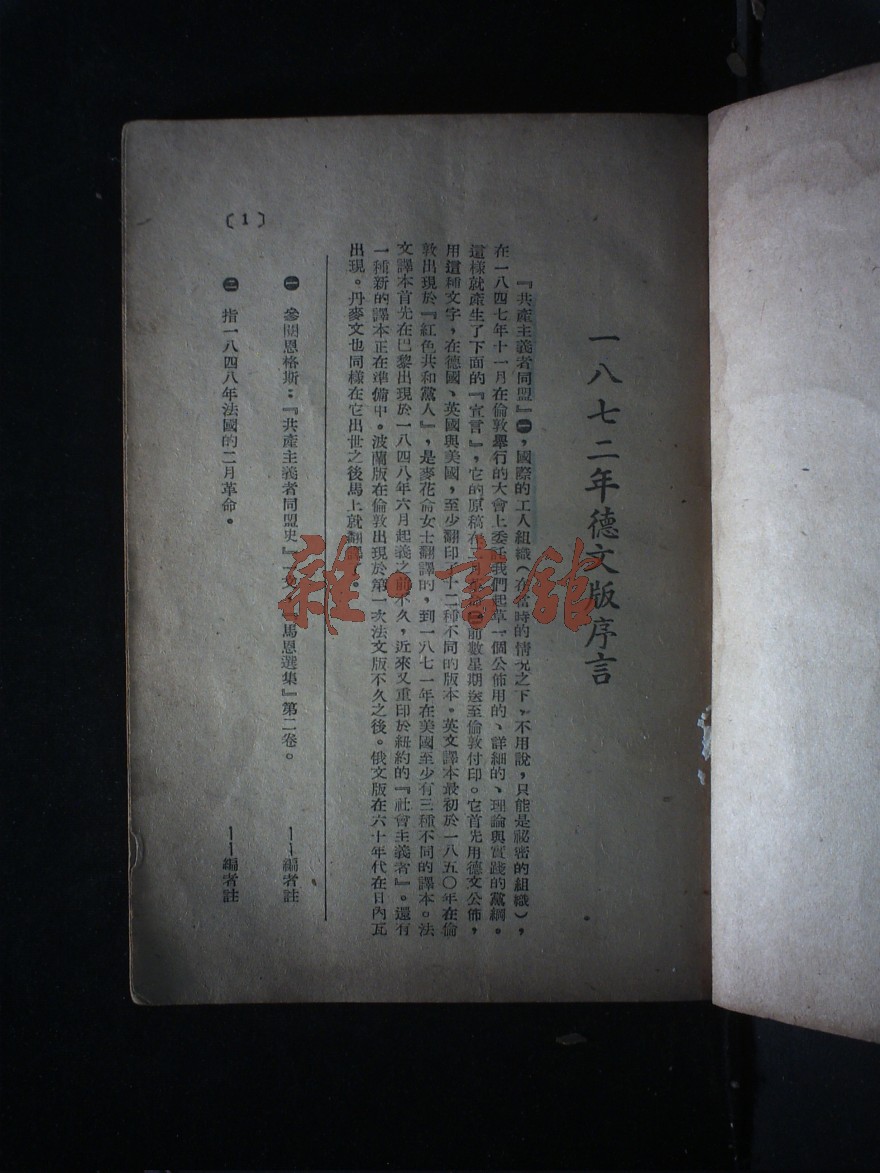 一八七二年德文版序言
『共產主義者同盟』㊀，國際的工人組織（在當時的情況之下，不用說，只能是祕密的組織），
在一八四七年十一月在倫敦舉行的大會上委託我們起草一個公佈用的、詳細的、理論與實踐的黨綱。
這樣就產生了下面的『宣言』，它的原稿在二月革命㊁前數星期送至倫敦付印。它首先用德文公佈，
用這種文字，在德國、英國與美國，至少翻印了十二種不同的版本。英文譯本最初於一八五〇年在倫
敦出現於『紅色共和黨人』，是麥花侖女士翻譯的，到一八七一年在美國至少有三種不同的譯本。法
文譯本首先在巴黎出現於一八四八年六月起義之前不久，近來又重印於紐約的『社會主義者』。還有
一種新的譯本正在準備中。波蘭版在倫敦出現於第一次法文版不久之後。俄文版在六十年代在日內瓦
出現。丹麥文也同樣在它出世之後馬上就翻譯了。
㊀ 參閱恩格斯：『共產主義者同盟史』一文，『馬恩選集』第二卷。 ——編者註
㊁ 指一八四八年法國的二月革命。 ——編者註
〔1〕
雜·書館